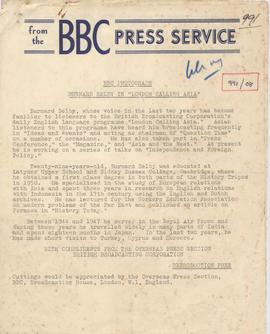 991
from the BBC PRESS SERVICE
991/08
BBC PHOTOGRAPH
BERNARD SELBY IN "LONDON CALLING ASIA"
Bernard Selby, whose voice in the last two years has become
familiar to listeners to the British Broadcasting Corporation's
daily English language programme "London Calling Asia." Asian
listeners to this programme have heard him broadcasting frequently
on "Ideas and Events" and acting as chairman of "Question Time"
on a number of occasions. He has also taken part in "Press
Conference," the "Magazine," and "Asia and the West." At present
he is working on a series of talks on "Independence and Foreign
Policy."
Twenty-nine-years-old, Bernard Selby was educated at
Latymer Upper School and Sidney Sussex College, Cambridge, where
he obtained a first class degree in both parts of the History Tripos
in 1950. He specialised in the study of European relations
with Asia and spent three years in research on English relations
with Indonesia in the 17th century in the English and Dutch
archives. He has lectured for the Workers Education Association
on modern problems of the Far East and published an article on
Formosa in "History Today."
Between 1944 and 1947 he served in the Royal Air Force and
during those years he travelled widely in many parts of India,
and spent eighteen months in Japan. In the last two years, he
has made short visits to Turkey, Cyprus and Morocco.
WITH COMPLIMENTS FROM THE OVERSEAS PRESS SECTION
BRITISH BROADCASTING CORPORATION
REPRODUCTION FREE
Cuttings would be appreciated by the Overseas Press Section,
BBC, Broadcasting House, London, W.1, England.